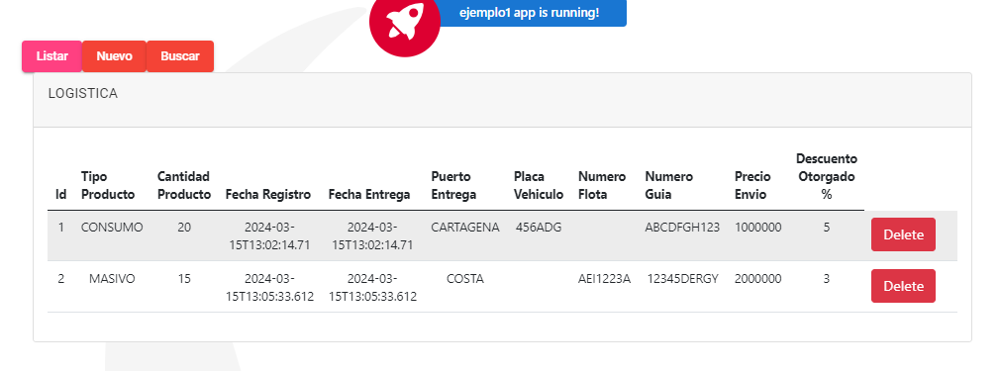 ejemplo1 app is running!
Listar Nuevo Buscar
LOGISTICA
Id Tipo Producto Cantidad Producto Fecha Registro Fecha Entrega Puerto Entrega Placa Vehiculo Numero Flota Numero Guia Precio Envio Descuento Otorgado %
1 CONSUMO 20 2024-03-15T13:02:14.71 2024-03-15T13:02:14.71 CARTAGENA 456ADG ABCDFGH123 1000000 5 Delete
2 MASIVO 15 2024-03-15T13:05:33.612 2024-03-15T13:05:33.612 COSTA AEI1223A 12345DERGY 2000000 3 Delete